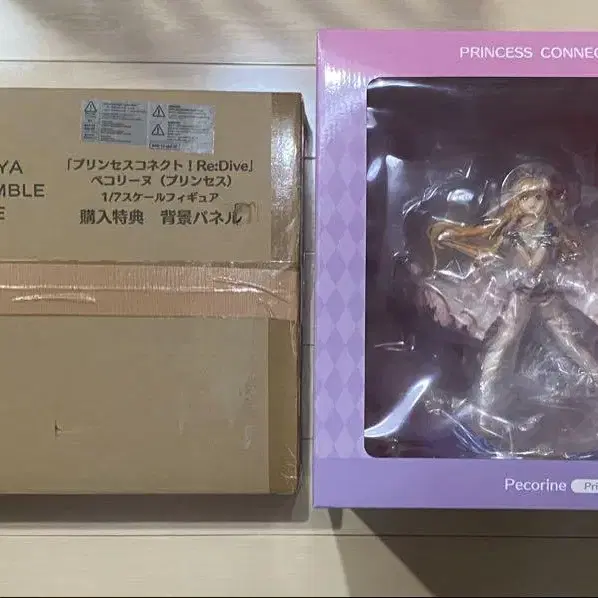 YA
MBLE
E
「プリンセスコネクト！Re:Dive」
ペコリーヌ（プリンセス）
1/7スケールフィギュア
購入特典 背景パネル
PRINCESS CONNEC
Pecorine Pri